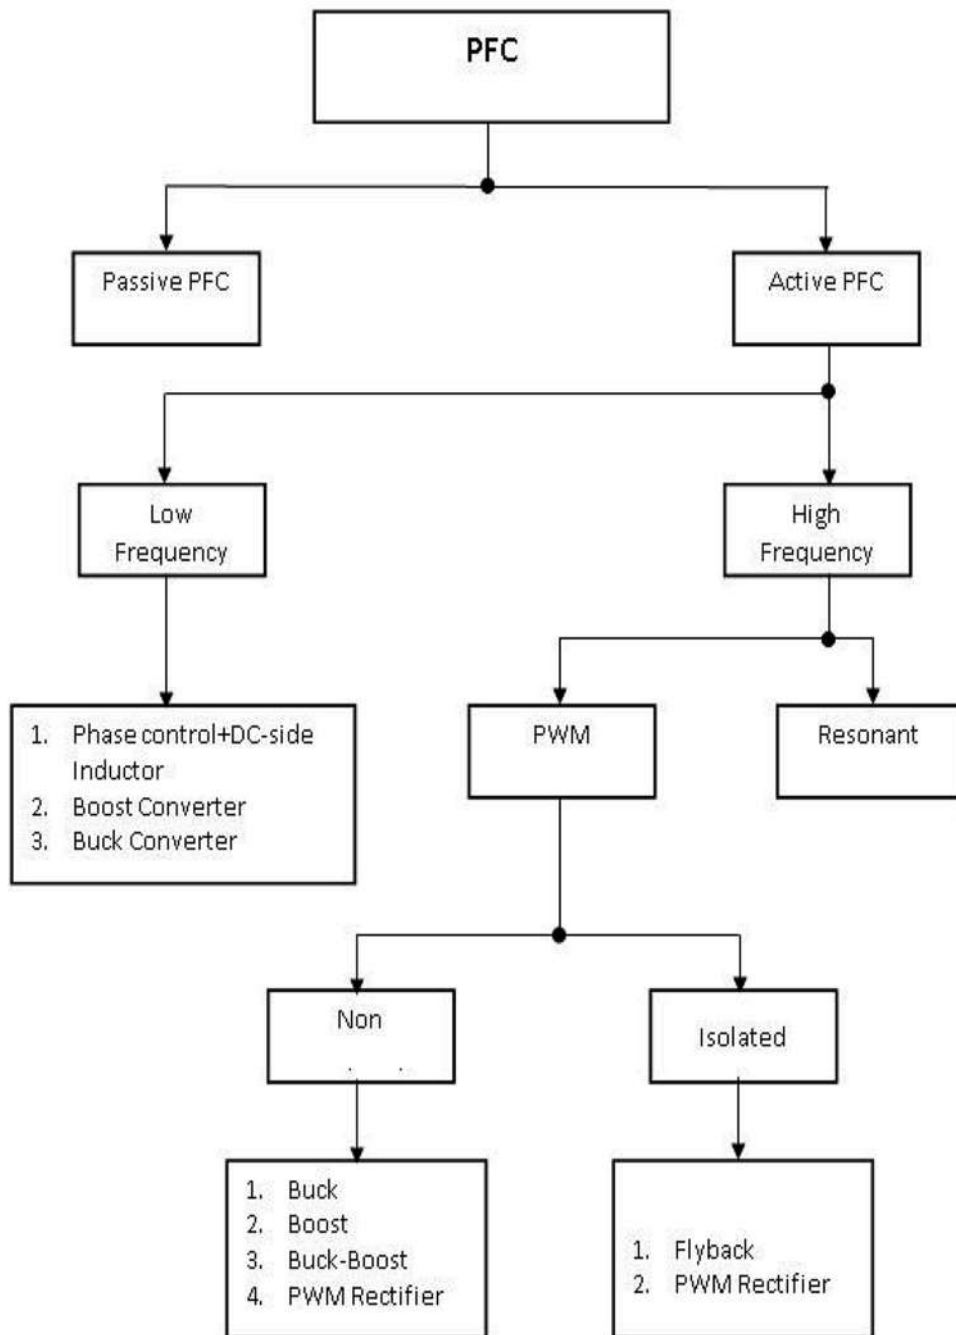 PFC
Passive PFC
Active PFC
Low
Frequency
High
Frequency
1. Phase control+DC-side
Inductor
2. Boost Converter
3. Buck Converter
PWM
Resonant
Non
Isolated
1. Buck
2. Boost
3. Buck-Boost
4. PWM Rectifier
1. Flyback
2. PWM Rectifier